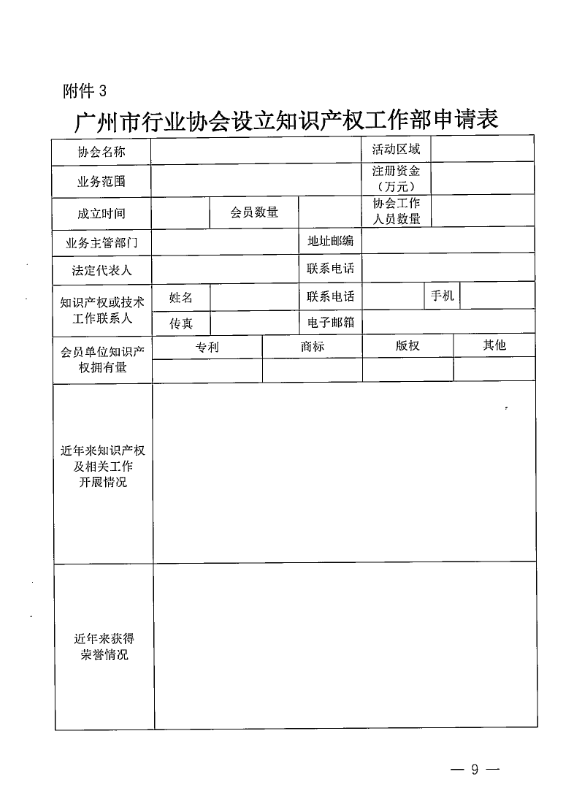 附件 3
广州市行业协会设立知识产权工作部申请表
协会名称
活动区域
业务范围
注册资金
（万元）
成立时间
会员数量
协会工作
人员数量
业务主管部门
地址邮编
法定代表人
联系电话
知识产权或技术
工作联系人
姓名
联系电话
手机
传真
电子邮箱
会员单位知识产
权拥有量
专利
商标
版权
其他
近年来知识产权
及相关工作
开展情况
近年来获得
荣誉情况
— 9 —